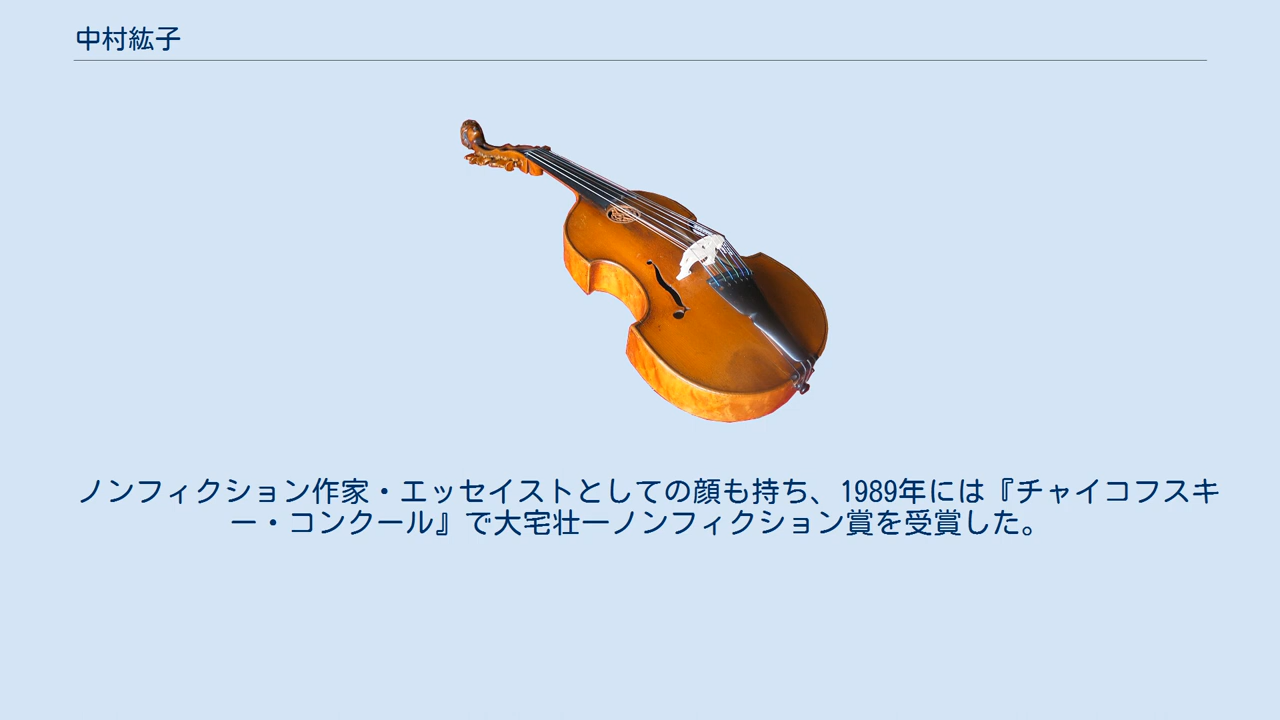 中村紘子
ノンフィクション作家・エッセイストとしての顔も持ち、1989年には『チャイコフスキ
ー・コンクール』で大宅壮一ノンフィクション賞を受賞した。